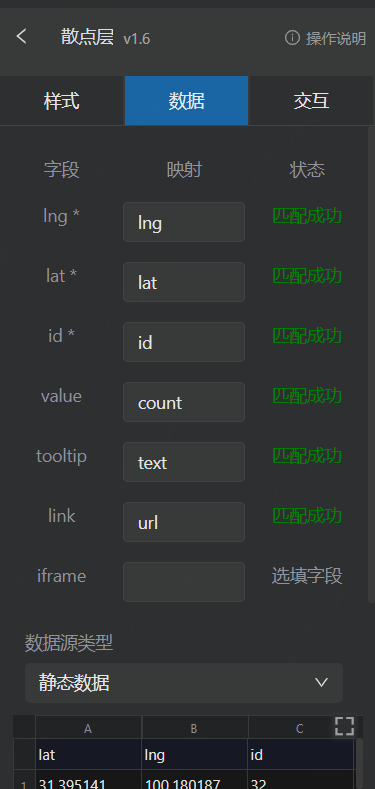 散点层 v1.6 操作说明
样式 数据 交互
字段 映射 状态
lng * lng 匹配成功
lat * lat 匹配成功
id * id 匹配成功
value count 匹配成功
tooltip text 匹配成功
link url 匹配成功
iframe 选填字段
数据源类型
静态数据
A B C
lat lng id
1 31.395141 100.180187 32